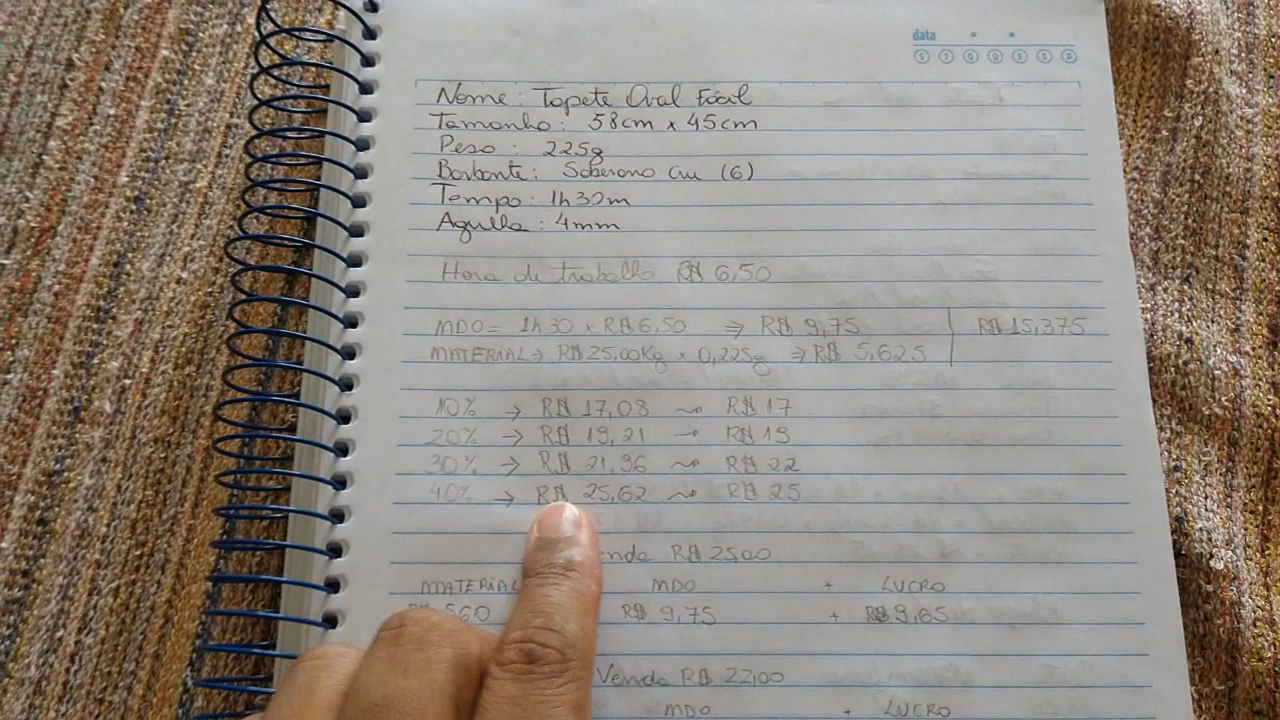 data
S T Q Q S S D
Nome: Tapete Oval Fácil
Tamanho: 58cm x 45cm
Peso: 225g
Barbante: Soberano Cru (6)
Tempo: 1h30m
Agulha: 4mm
Hora de trabalho R$ 6,50
MDO = 1h30 x R$6,50 ⇒ R$ 9,75 | R$ 15,375
MATERIAL → R$25,00Kg x 0,225g ⇒ R$ 5,625
10% → R$ 17,08 ~ R$ 17
20% → R$ 19,21 ~ R$ 19
30% → R$ 21,96 ~ R$ 22
40% → R$ 25,62 ~ R$ 25
R$ 25,00
MATERIAL MDO + LUCRO
5,60 R$ 9,75 + R$ 9,65
Venda R$ 22,00
MDO + LUCRO